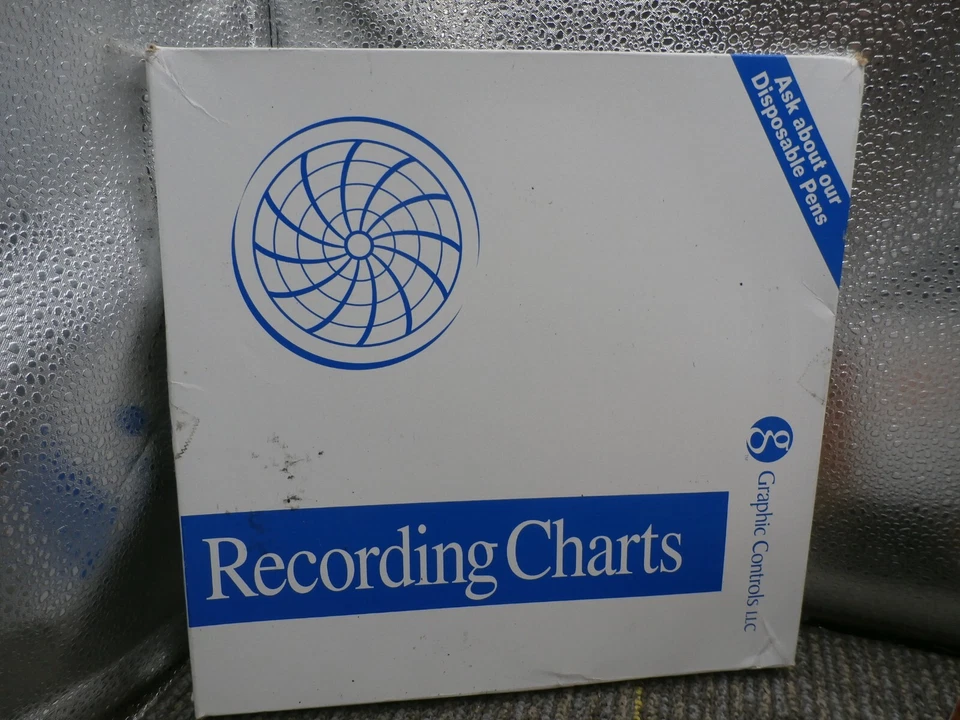 Ask about our
Disposable Pens
g
Graphic Controls LLC
Recording Charts